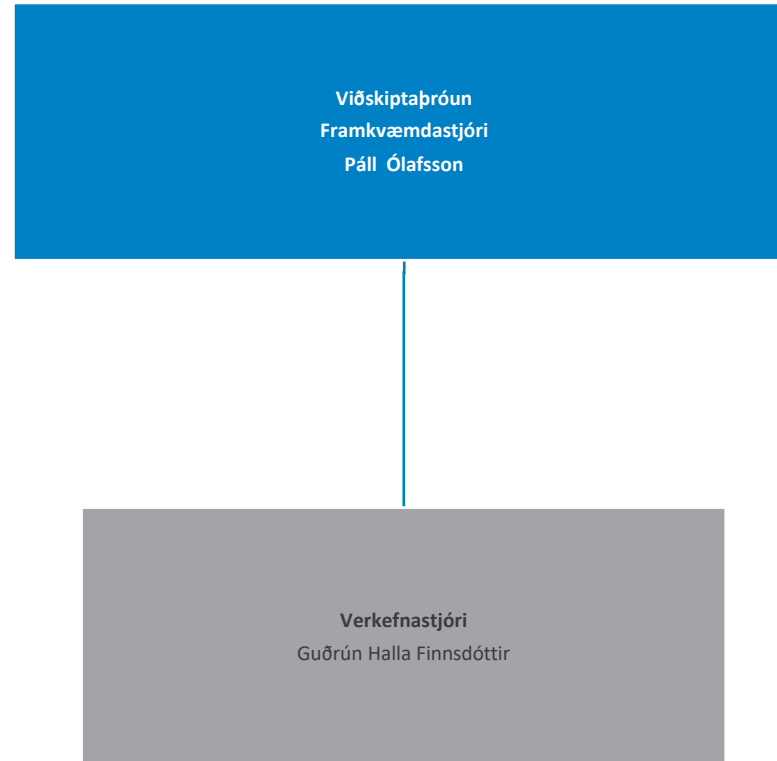 Viðskiptaþróun
Framkvæmdastjóri
Páll Ólafsson
Verkefnastjóri
Guðrún Halla Finnsdóttir